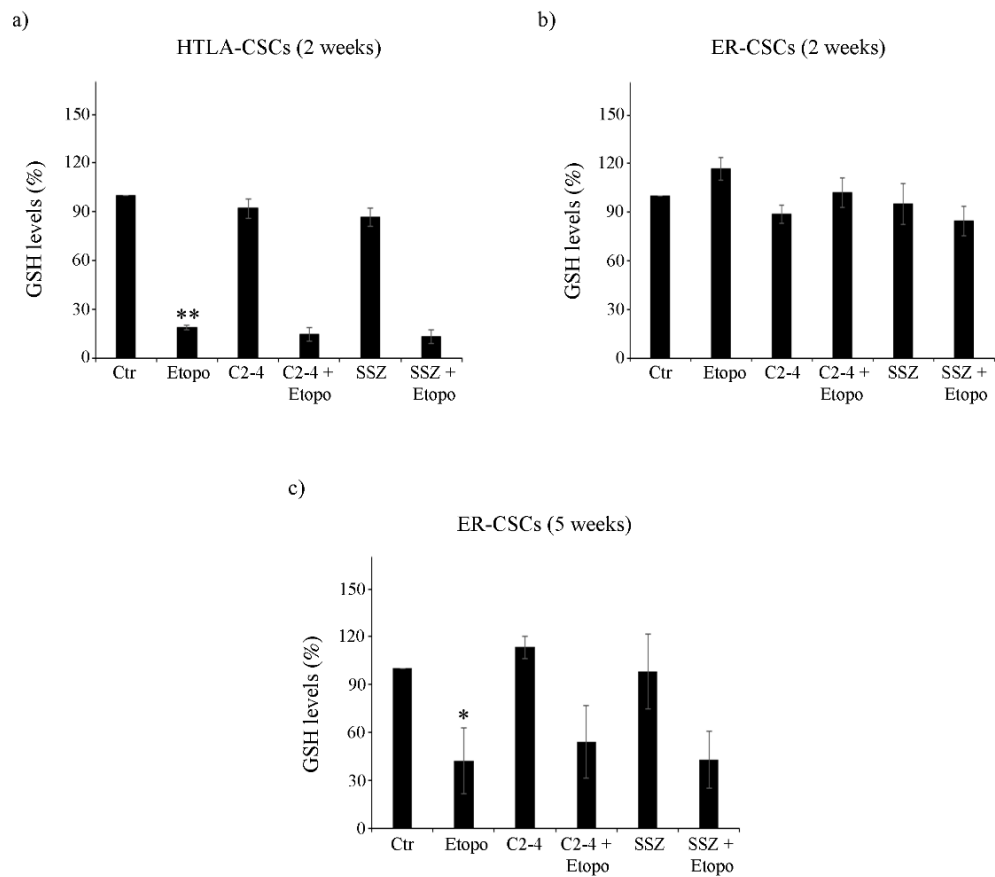 a)
HTLA-CSCs (2 weeks)
GSH levels (%)
150
120
90
60
30
0
**
Ctr
Etopo
C2-4
C2-4 +
Etopo
SSZ
SSZ +
Etopo
b)
ER-CSCs (2 weeks)
GSH levels (%)
150
120
90
60
30
0
Ctr
Etopo
C2-4
C2-4 +
Etopo
SSZ
SSZ +
Etopo
c)
ER-CSCs (5 weeks)
GSH levels (%)
150
120
90
60
30
0
*
Ctr
Etopo
C2-4
C2-4 +
Etopo
SSZ
SSZ +
Etopo